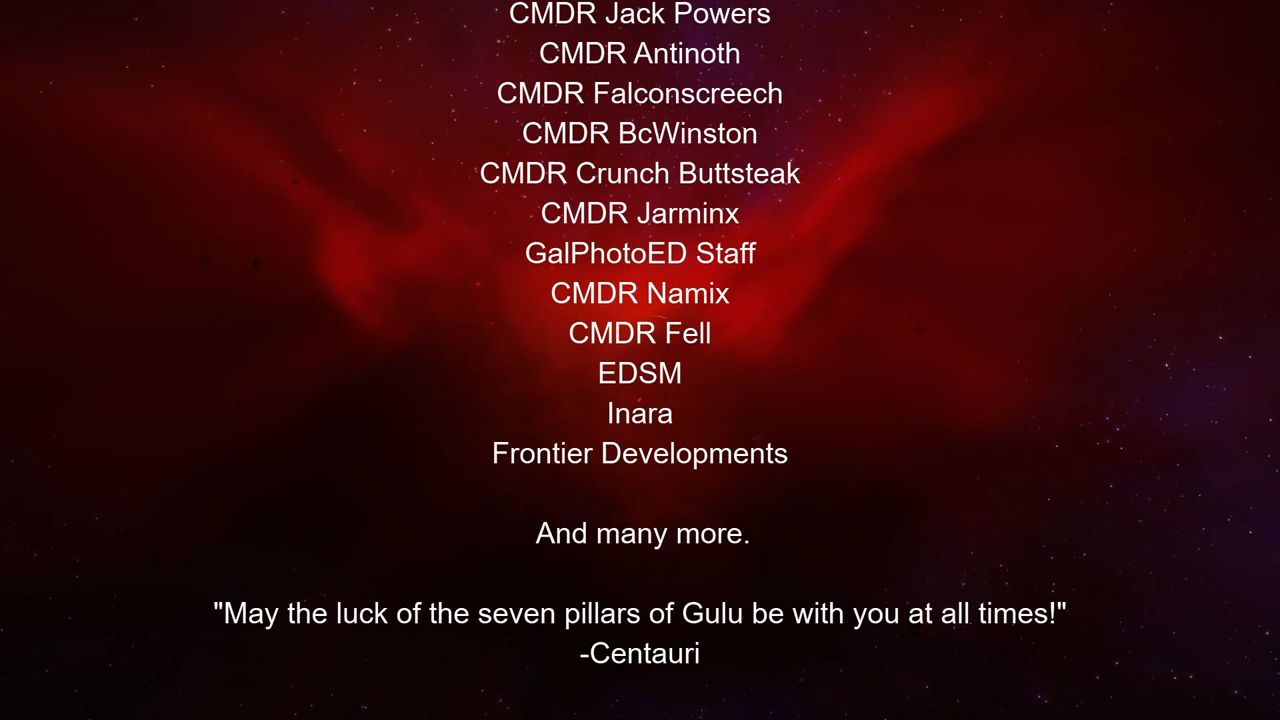 CMDR Jack Powers
CMDR Antinoth
CMDR Falconscreech
CMDR BcWinston
CMDR Crunch Buttsteak
CMDR Jarminx
GalPhotoED Staff
CMDR Namix
CMDR Fell
EDSM
Inara
Frontier Developments
And many more.
"May the luck of the seven pillars of Gulu be with you at all times!"
-Centauri